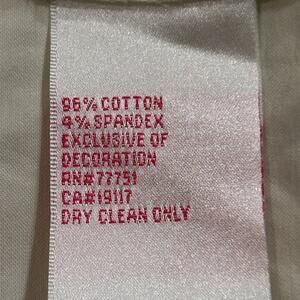 96% COTTON
4% SPANDEX
EXCLUSIVE OF
DECORATION
RN#77751
CA#19117
DRY CLEAN ONLY